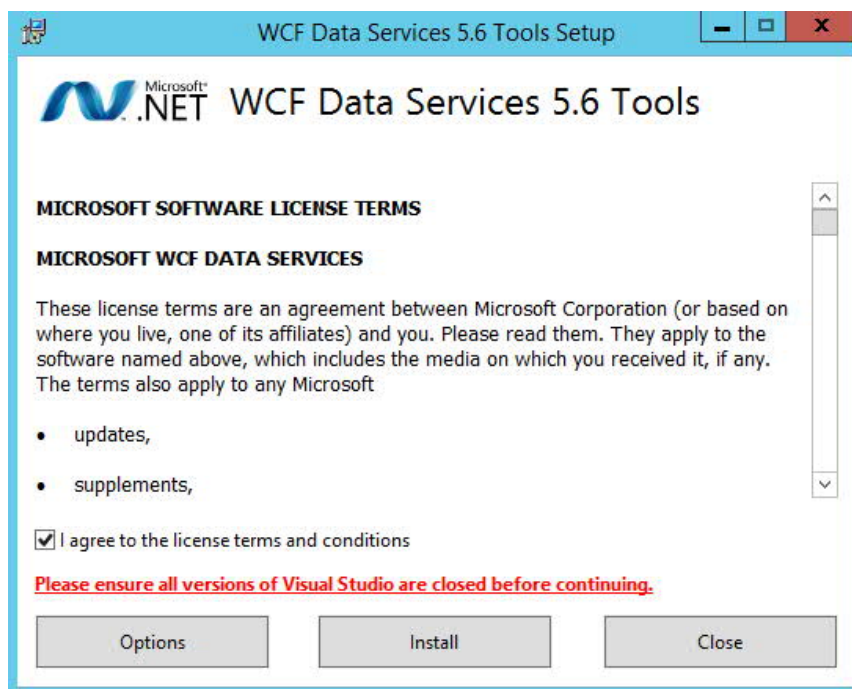 WCF Data Services 5.6 Tools Setup
Microsoft®
.NET WCF Data Services 5.6 Tools
MICROSOFT SOFTWARE LICENSE TERMS
MICROSOFT WCF DATA SERVICES
These license terms are an agreement between Microsoft Corporation (or based on
where you live, one of its affiliates) and you. Please read them. They apply to the
software named above, which includes the media on which you received it, if any.
The terms also apply to any Microsoft
• updates,
• supplements,
I agree to the license terms and conditions
Please ensure all versions of Visual Studio are closed before continuing.
Options Install Close